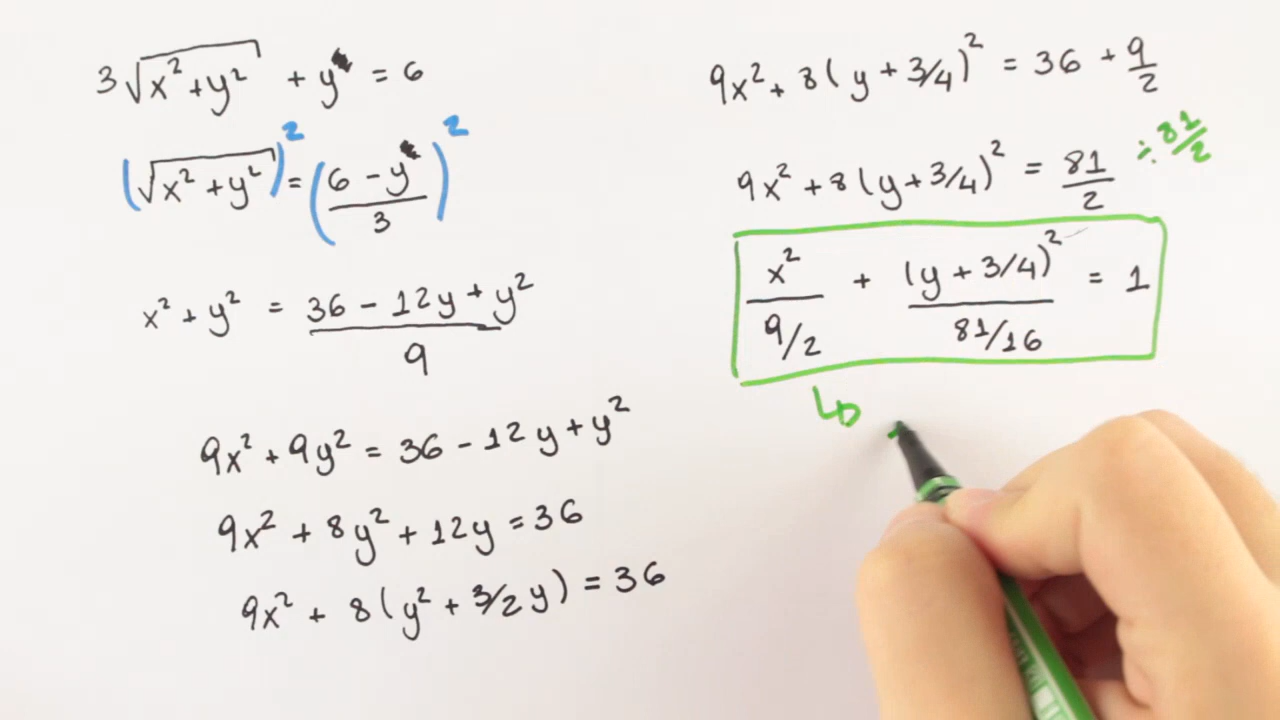 3√x²+y² + y = 6
(√x²+y²)² = (6 - y / 3)²
x² + y² = 36 - 12y + y² / 9
9x² + 9y² = 36 - 12y + y²
9x² + 8y² + 12y = 36
9x² + 8(y² + 3/2y) = 36
9x² + 8(y + 3/4)² = 36 + 9/2
9x² + 8(y + 3/4)² = 81/2 ÷ 81/2
x² / 9/2 + (y + 3/4)² / 81/16 = 1